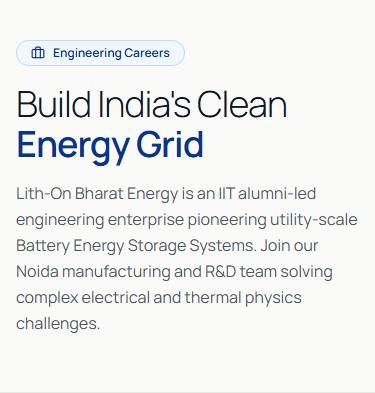 Engineering Careers
Build India's Clean
Energy Grid
Lith-On Bharat Energy is an IIT alumni-led
engineering enterprise pioneering utility-scale
Battery Energy Storage Systems. Join our
Noida manufacturing and R&D team solving
complex electrical and thermal physics
challenges.